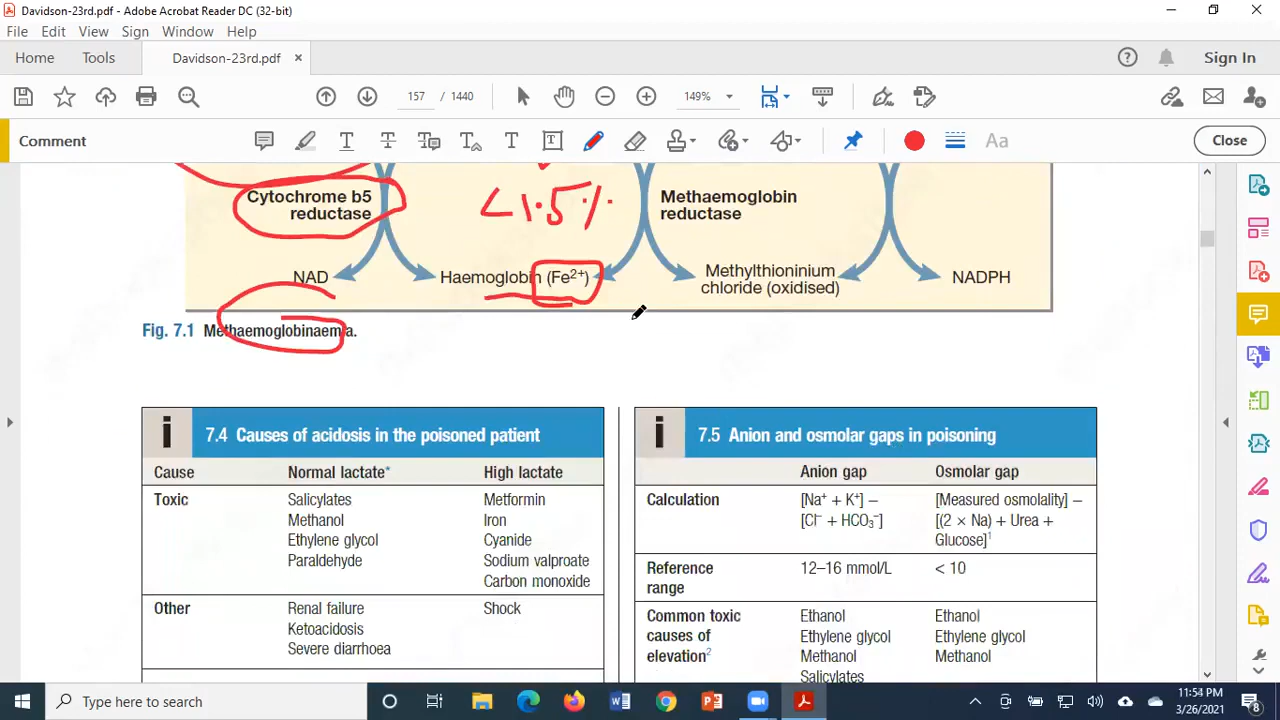 Davidson-23rd.pdf - Adobe Acrobat Reader DC (32-bit)
File Edit View Sign Window Help
Home Tools Davidson-23rd.pdf × Sign In
157 / 1440 149%
Comment Close
Cytochrome b5
reductase
<1.5%
Methaemoglobin
reductase
NAD
Haemoglobin (Fe²⁺)
Methylthioninium
chloride (oxidised)
NADPH
Fig. 7.1 Methaemoglobinaemia.
i 7.4 Causes of acidosis in the poisoned patient
Cause Normal lactate* High lactate
Toxic Salicylates Metformin
Methanol Iron
Ethylene glycol Cyanide
Paraldehyde Sodium valproate
Carbon monoxide
Other Renal failure Shock
Ketoacidosis
Severe diarrhoea
i 7.5 Anion and osmolar gaps in poisoning
Anion gap Osmolar gap
Calculation [Na⁺ + K⁺] – [Measured osmolality] –
[Cl⁻ + HCO₃⁻] [(2 × Na) + Urea +
Glucose]¹
Reference 12–16 mmol/L < 10
range
Common toxic Ethanol Ethanol
causes of Ethylene glycol Ethylene glycol
elevation² Methanol Methanol
Salicylates
Type here to search
11:54 PM
3/26/2021
8